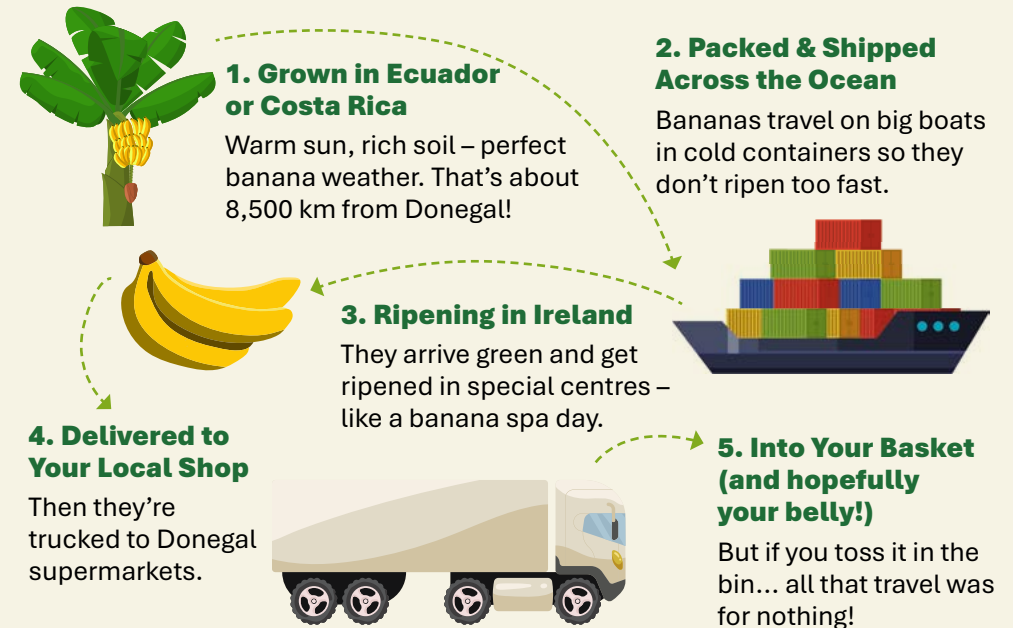 1. Grown in Ecuador
or Costa Rica
Warm sun, rich soil – perfect
banana weather. That’s about
8,500 km from Donegal!
2. Packed & Shipped
Across the Ocean
Bananas travel on big boats
in cold containers so they
don’t ripen too fast.
3. Ripening in Ireland
They arrive green and get
ripened in special centres –
like a banana spa day.
4. Delivered to
Your Local Shop
Then they’re
trucked to Donegal
supermarkets.
5. Into Your Basket
(and hopefully
your belly!)
But if you toss it in the
bin... all that travel was
for nothing!